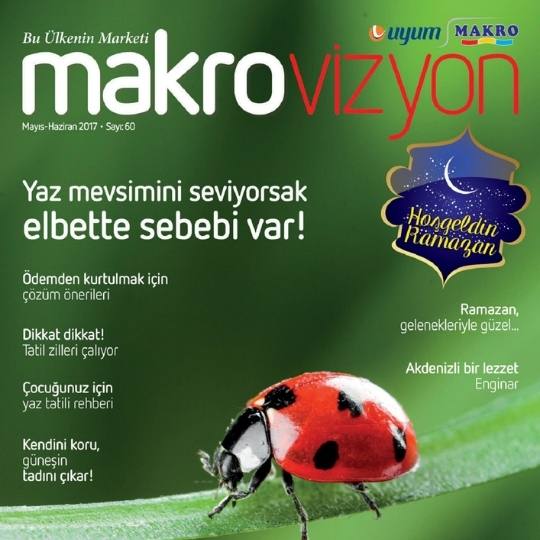 Bu Ülkenin Marketi
uyum MAKRO
makrovizyon
Mayıs-Haziran 2017 • Sayı: 60
Yaz mevsimini seviyorsak
elbette sebebi var!
Hoşgeldin
Ramazan
Ödemden kurtulmak için
çözüm önerileri
Dikkat dikkat!
Tatil zilleri çalıyor
Çocuğunuz için
yaz tatili rehberi
Kendini koru,
güneşin
tadını çıkar!
Ramazan,
gelenekleriyle güzel...
Akdenizli bir lezzet
Enginar